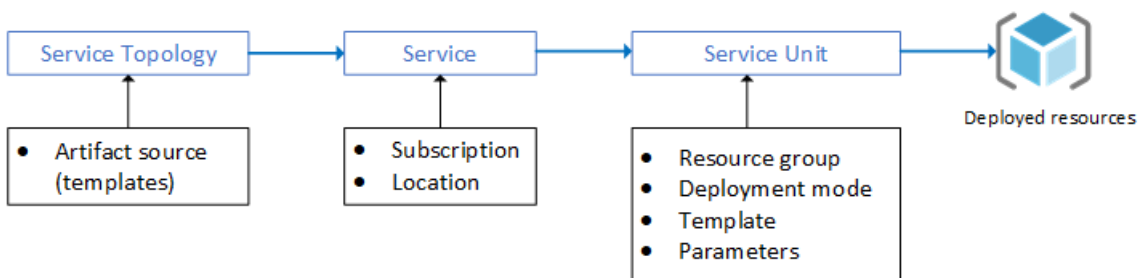 Service Topology
Service
Service Unit
Deployed resources
• Artifact source
(templates)
• Subscription
• Location
• Resource group
• Deployment mode
• Template
• Parameters